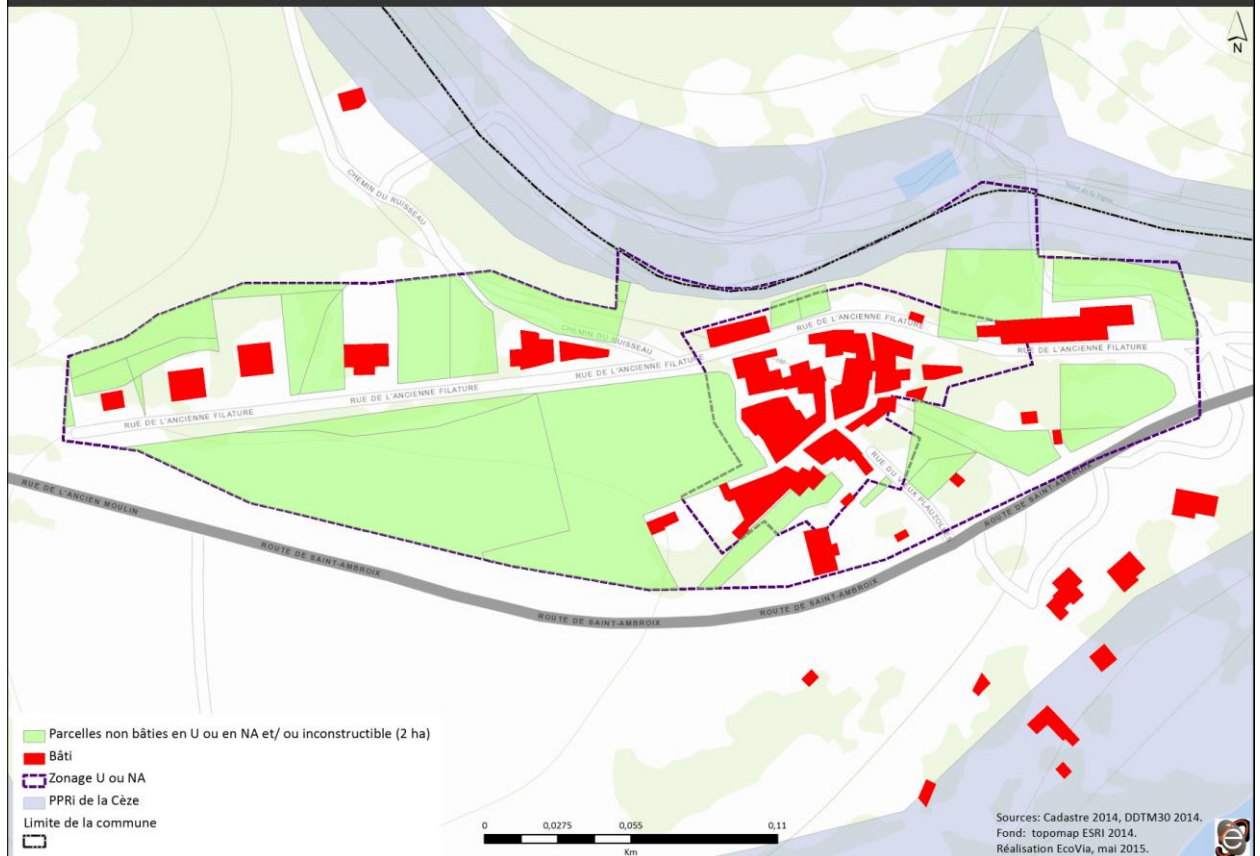 N
CHEMIN DU RUISSEAU
CHEMIN DU RUISSEAU
RUE DE L'ANCIENNE FILATURE
RUE DE L'ANCIENNE FILATURE
RUE DE L'ANCIENNE FILATURE
RUE DE L'ANCIENNE FILATURE
RUE DE L'ANCIENNE FILATURE
RUE DE L'ANCIEN MOULIN
ROUTE DE SAINT-AMBROIX
ROUTE DE SAINT-AMBROIX
ROUTE DE SAINT-AMBROIX
ROUTE DE SAINT-AMBROIX
Parcelles non bâties en U ou en NA et/ ou inconstructible (2 ha)
Bâti
Zonage U ou NA
PPRi de la Cèze
Limite de la commune
0 0,0275 0,055 0,11
Km
Sources: Cadastre 2014, DDTM30 2014.
Fond: topomap ESRI 2014.
Réalisation EcoVia, mai 2015.